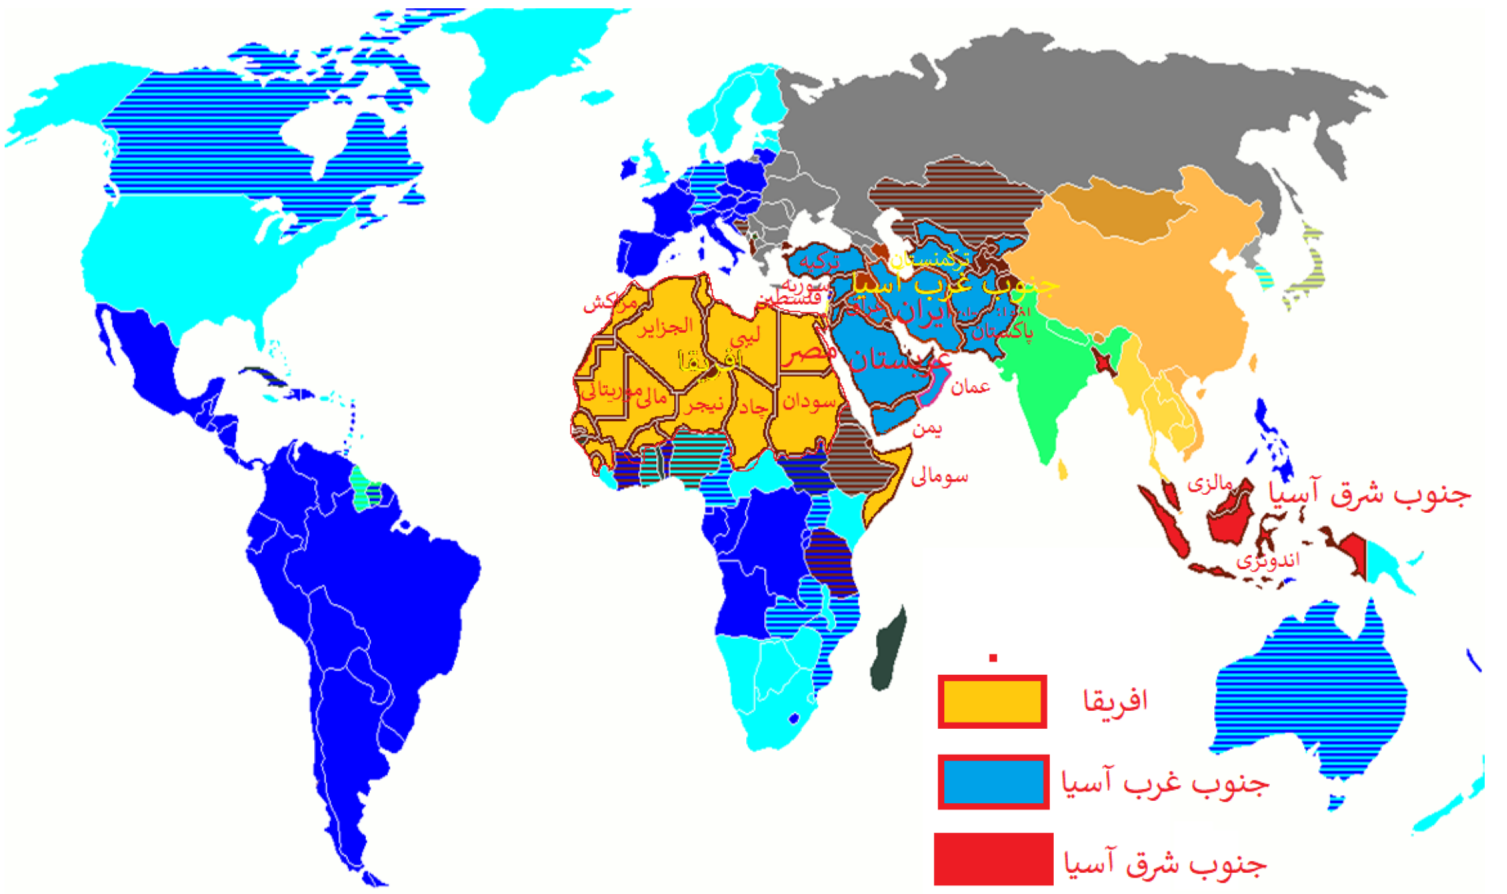 ترکیه
ترکمنستان
سوریه
جنوب غرب آسیا
فلسطین
مراکش
ایران
الجزایر
لیبی
پاکستان
مصر
عربستان
افریقا
عمان
موریتانی
مالی
نیجر
چاد
سودان
یمن
سومالی
مالزی
جنوب شرق آسیا
اندونزی
افریقا
جنوب غرب آسیا
جنوب شرق آسیا